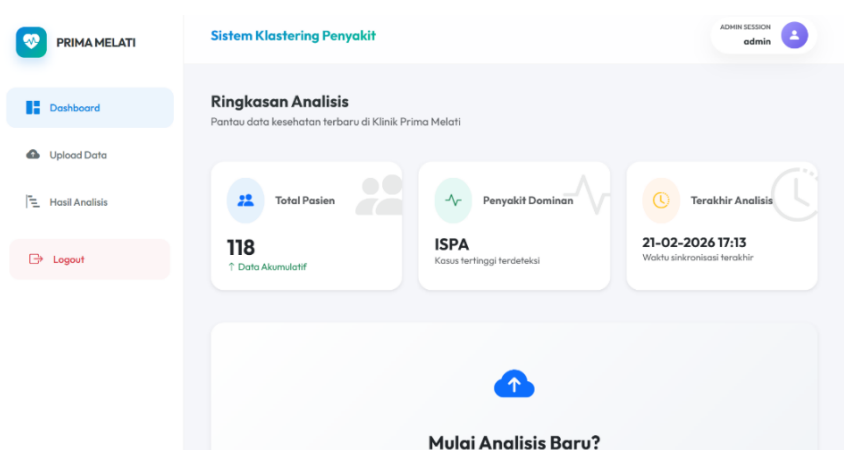 PRIMA MELATI
Dashboard
Upload Data
Hasil Analisis
Logout
Sistem Klastering Penyakit
ADMIN SESSION
admin
Ringkasan Analisis
Pantau data kesehatan terbaru di Klinik Prima Melati
Total Pasien
118
↑ Data Akumulatif
Penyakit Dominan
ISPA
Kasus tertinggi terdeteksi
Terakhir Analisis
21-02-2026 17:13
Waktu sinkronisasi terakhir
Mulai Analisis Baru?